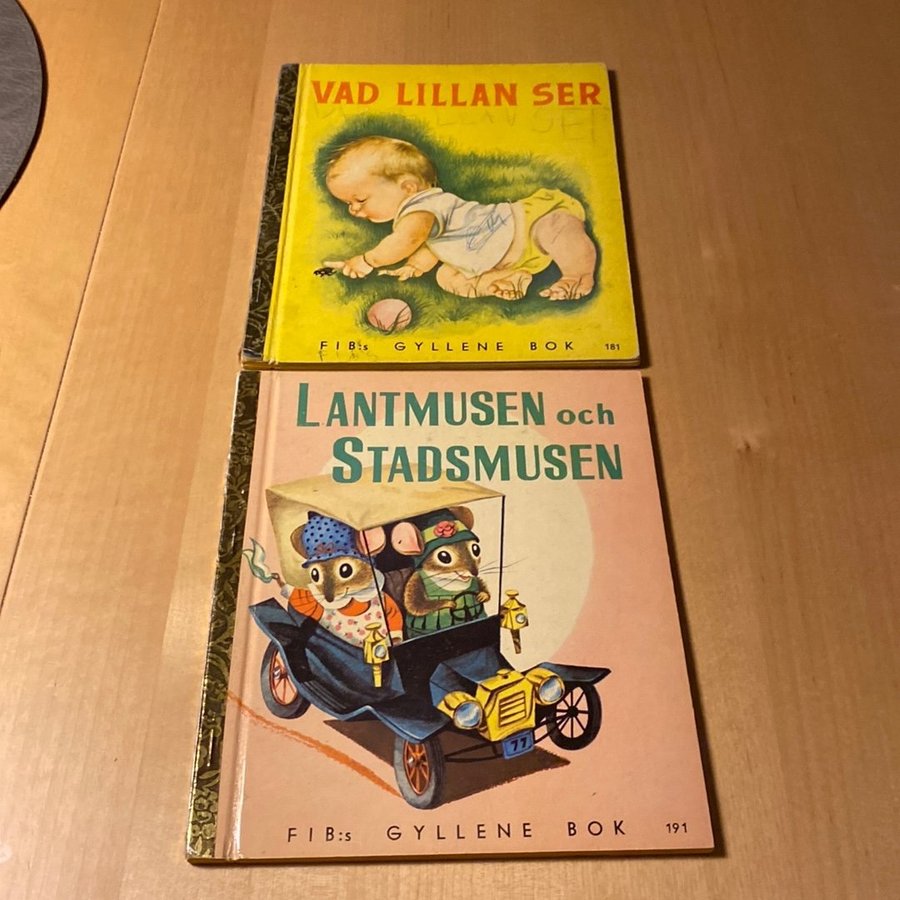 VAD LILLAN SER
FIB:s GYLLENE BOK 181
LANTMUSEN och
STADSMUSEN
77
FIB:s GYLLENE BOK 191